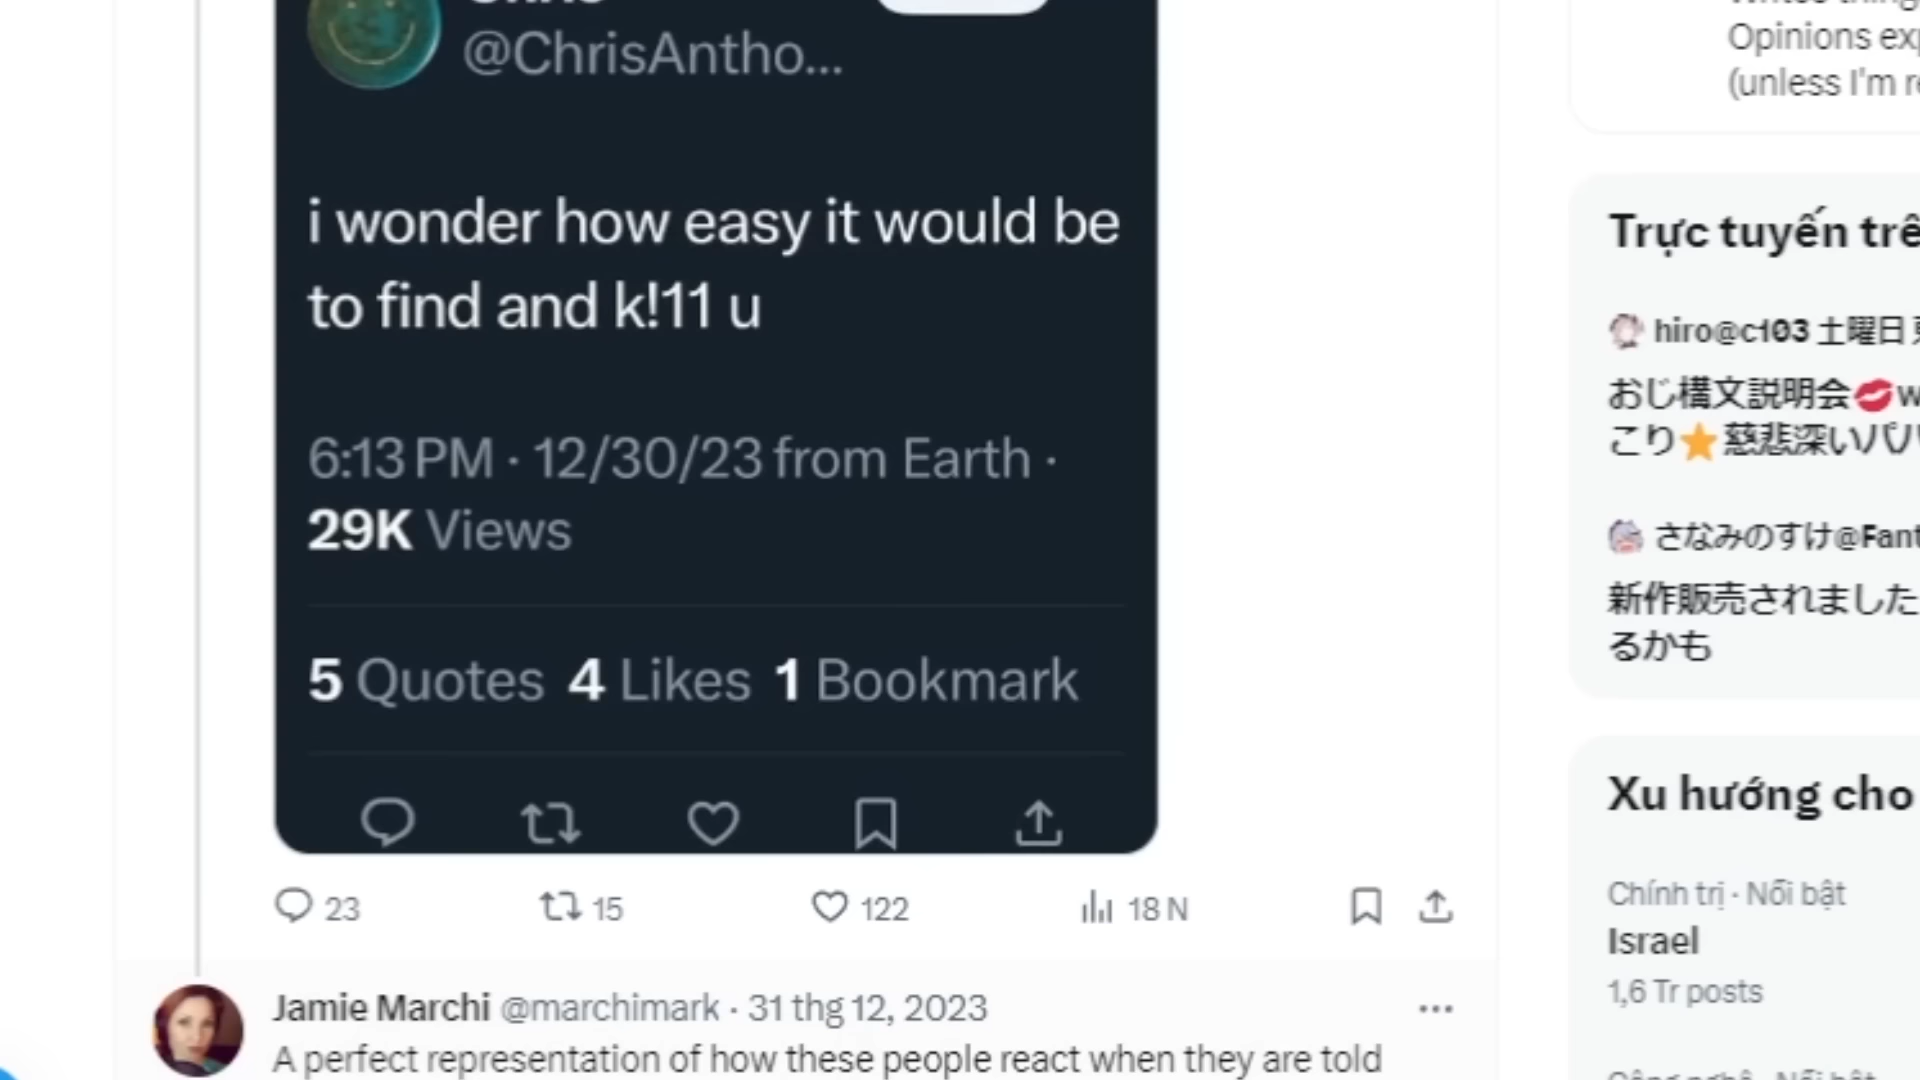 @ChrisAntho...
i wonder how easy it would be
to find and k!11 u
6:13 PM · 12/30/23 from Earth ·
29K Views
5 Quotes 4 Likes 1 Bookmark
23 15 122 18 N
Jamie Marchi @marchimark · 31 thg 12, 2023
A perfect representation of how these people react when they are told
Opinions
(unless I'm
Trực tuyến
hiro@c103 土曜日
おじ構文説明会💋
こり⭐慈悲深い
さなみのすけ@Fant
新作販売されました
るかも
Xu hướng cho
Chính trị · Nổi bật
Israel
1,6 Tr posts